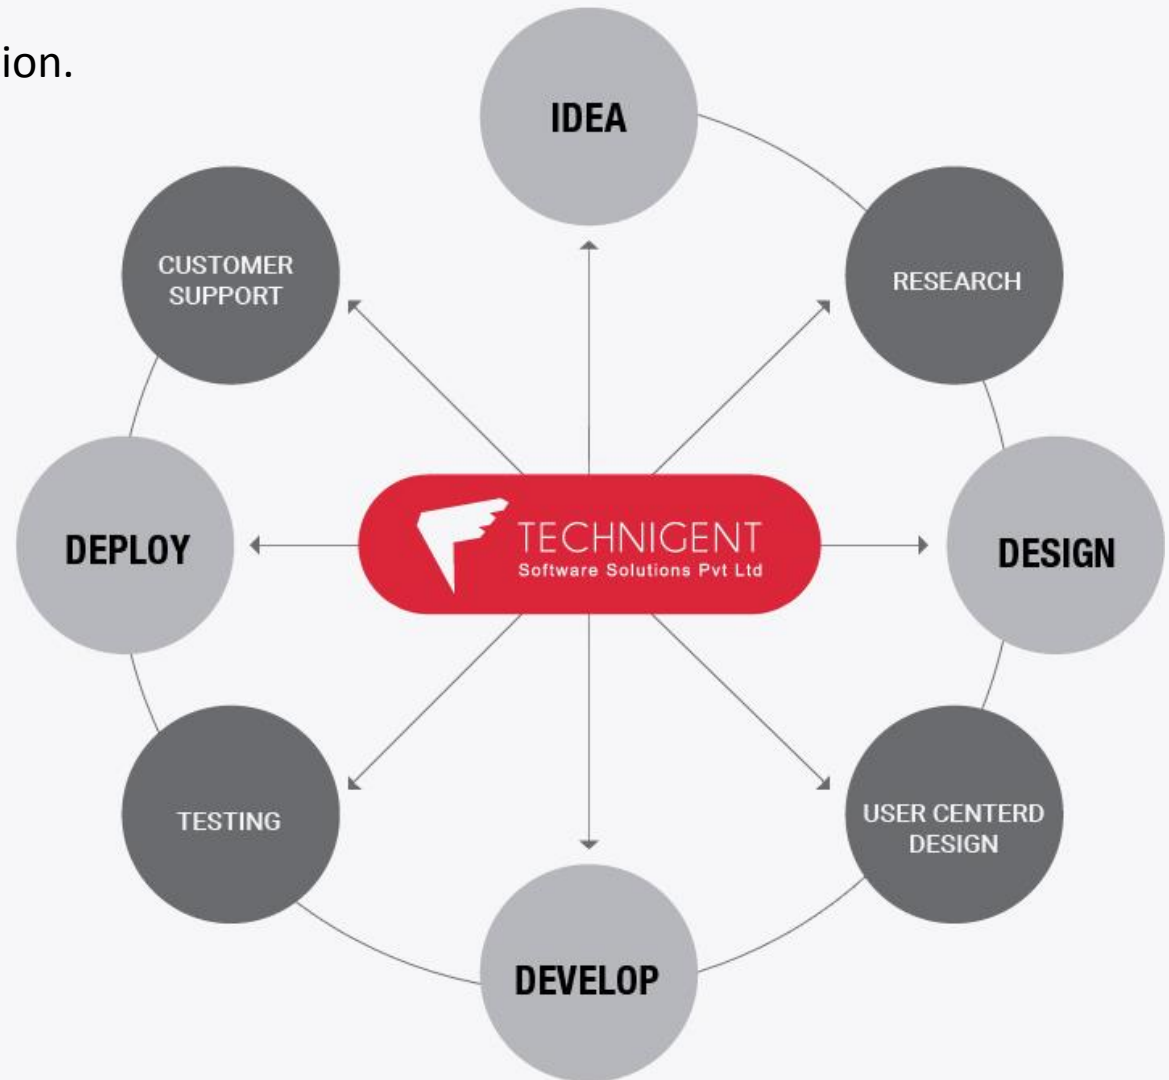 ion.
IDEA
RESEARCH
DESIGN
USER CENTERD
DESIGN
DEVELOP
TESTING
DEPLOY
CUSTOMER
SUPPORT
TECHNIGENT
Software Solutions Pvt Ltd